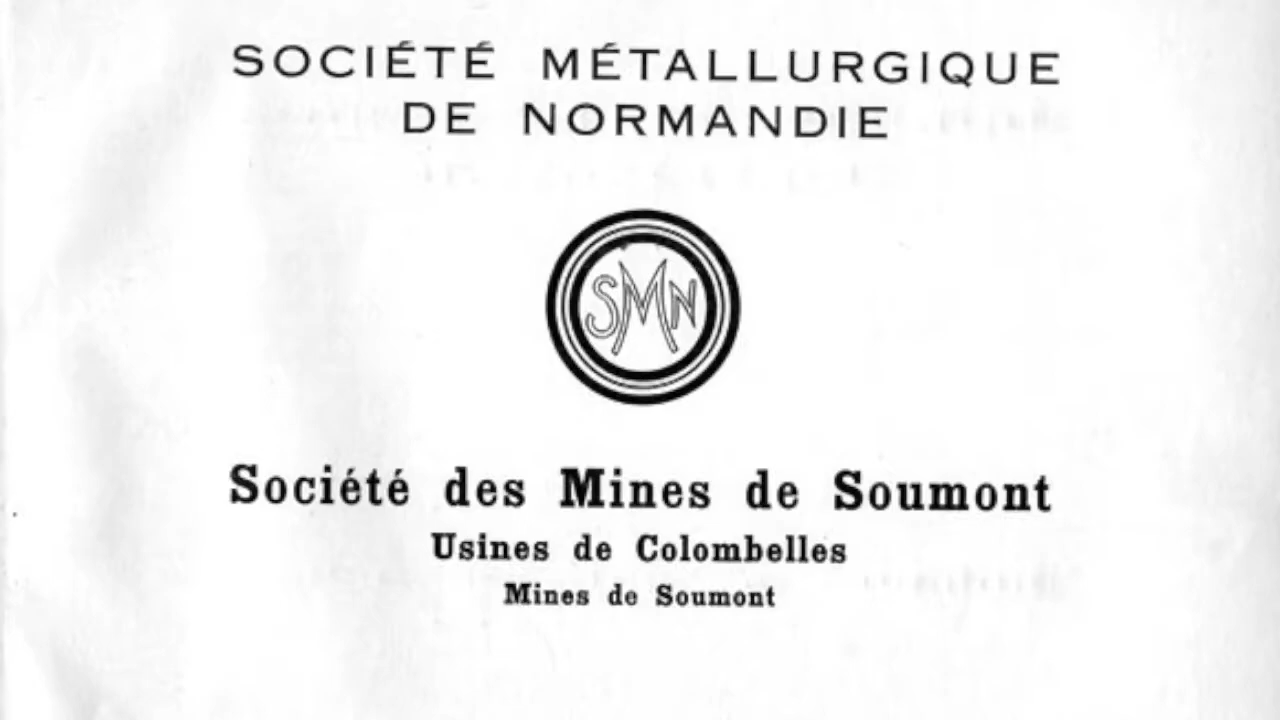 SOCIÉTÉ MÉTALLURGIQUE
DE NORMANDIE
SMN
Société des Mines de Soumont
Usines de Colombelles
Mines de Soumont